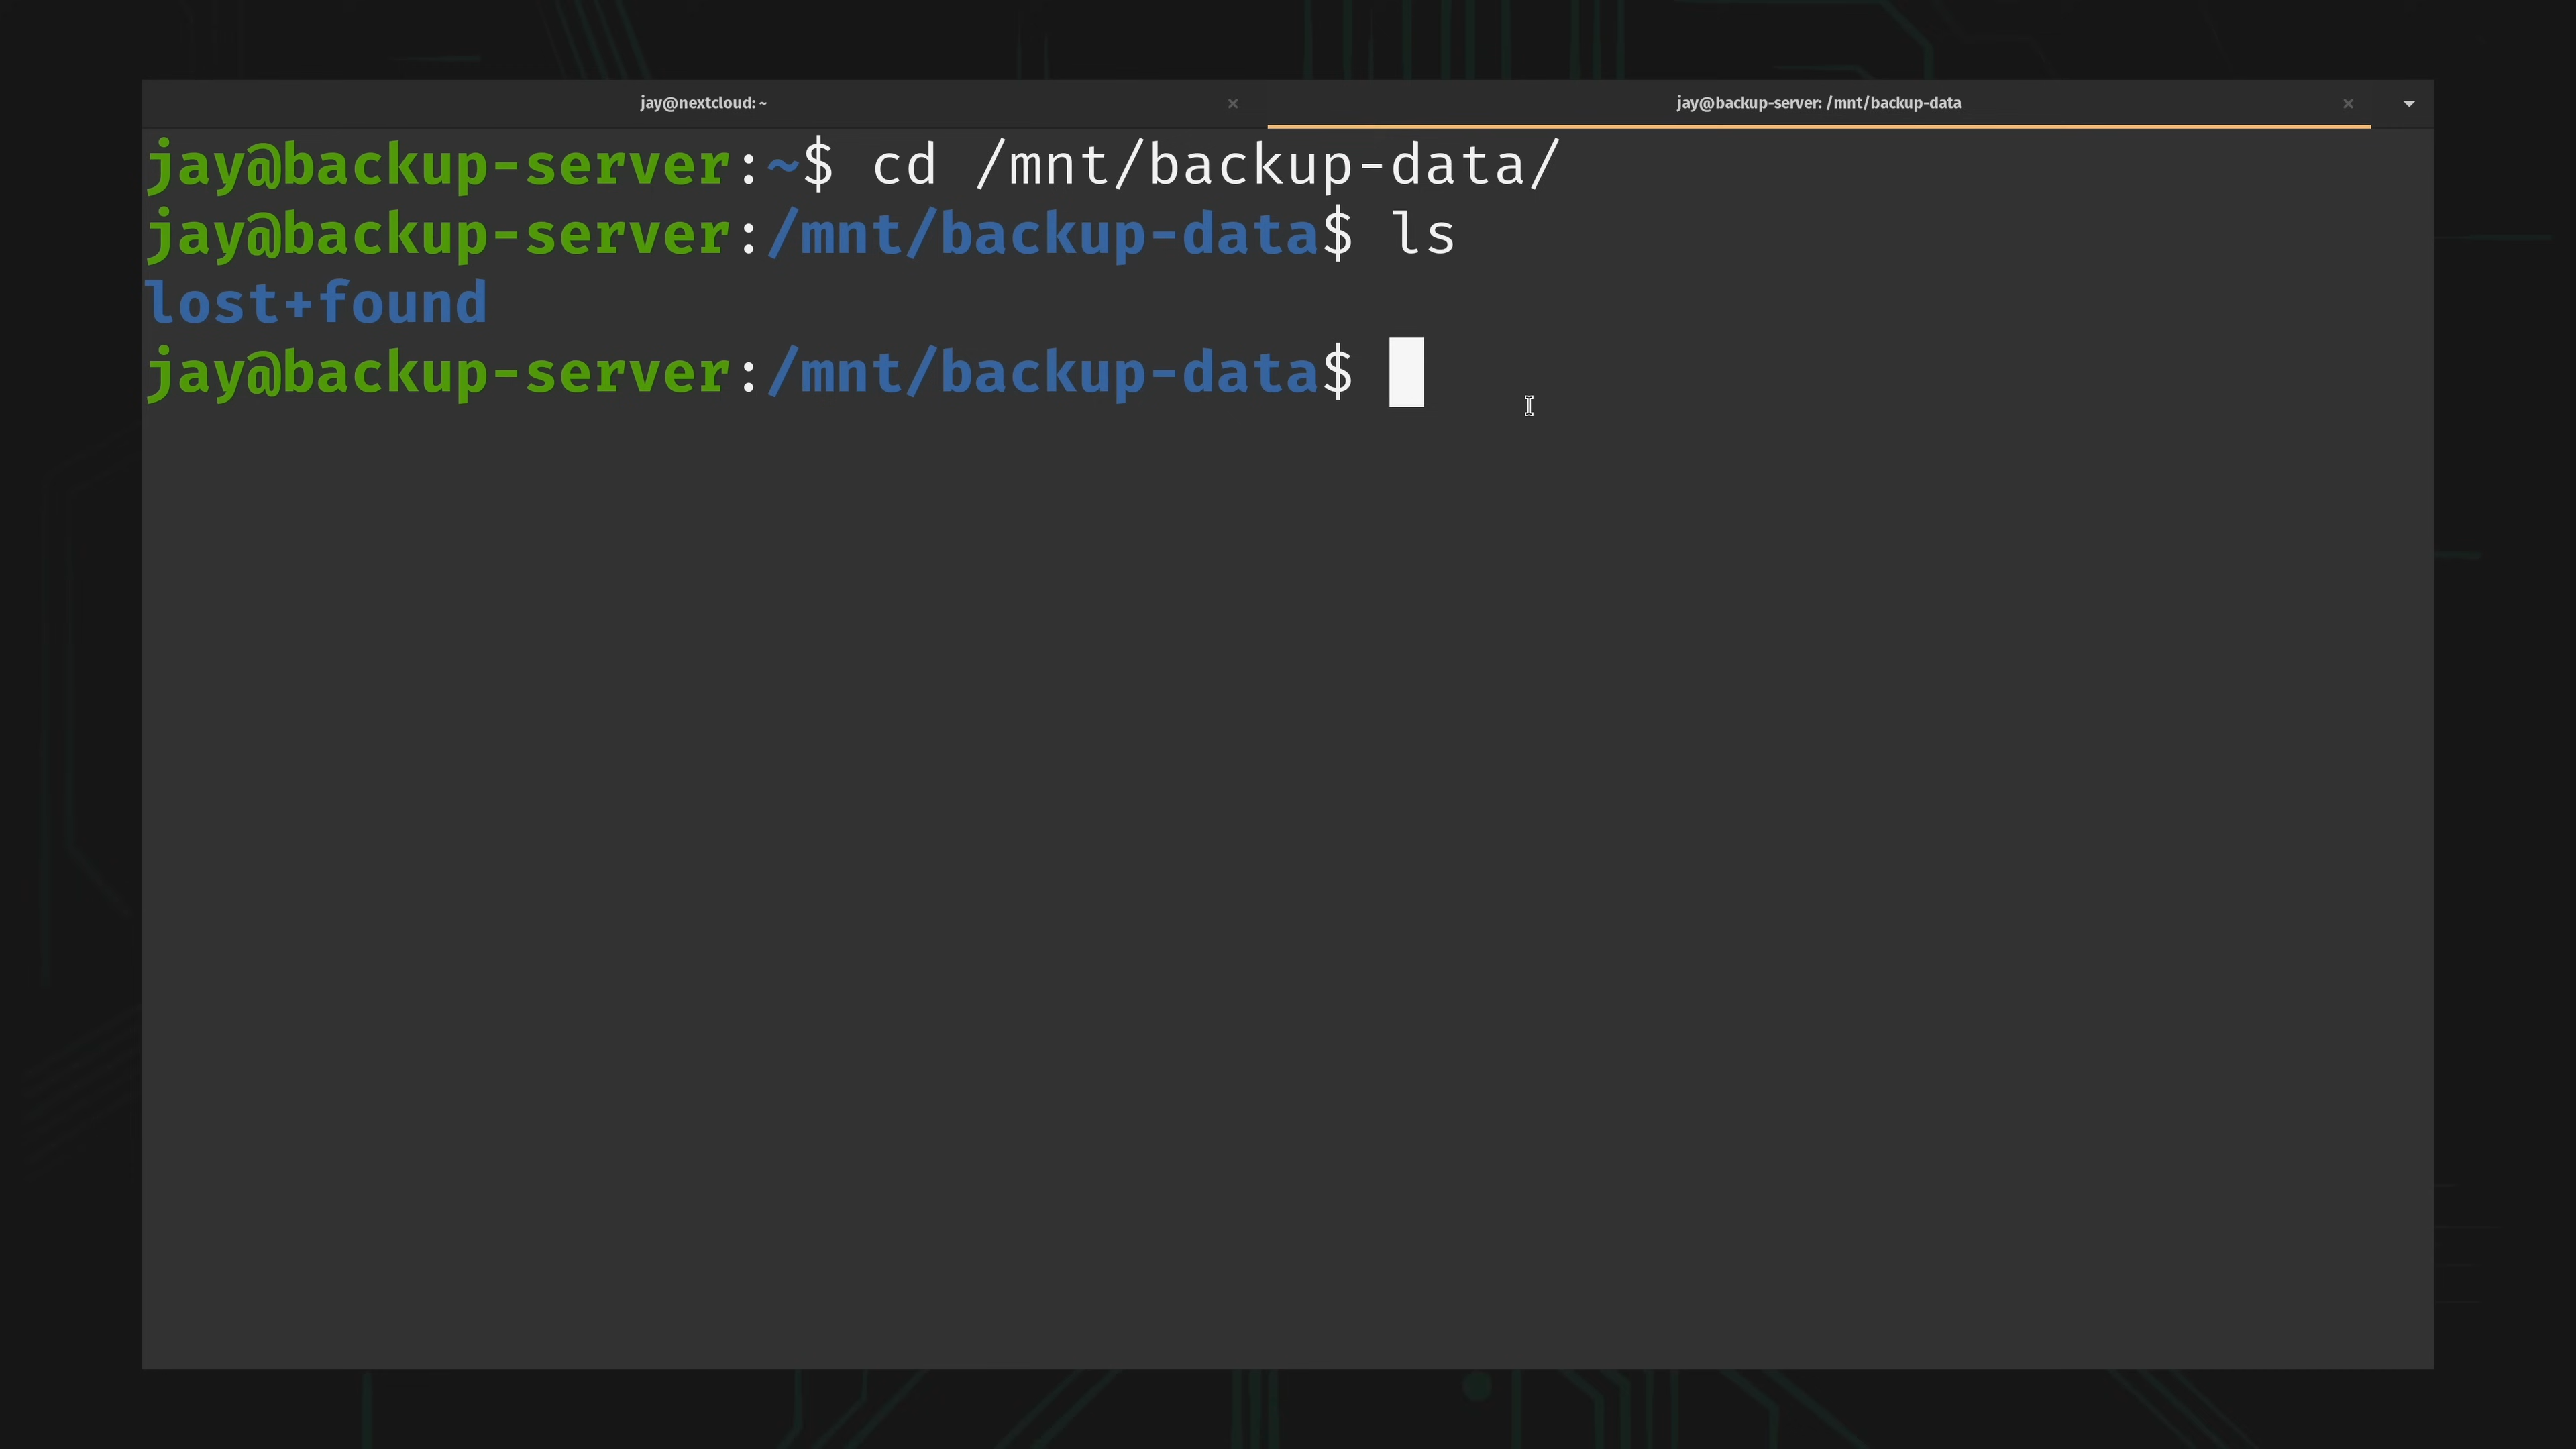 jay@nextcloud: ~
jay@backup-server: /mnt/backup-data
jay@backup-server:~$ cd /mnt/backup-data/
jay@backup-server:/mnt/backup-data$ ls
lost+found
jay@backup-server:/mnt/backup-data$